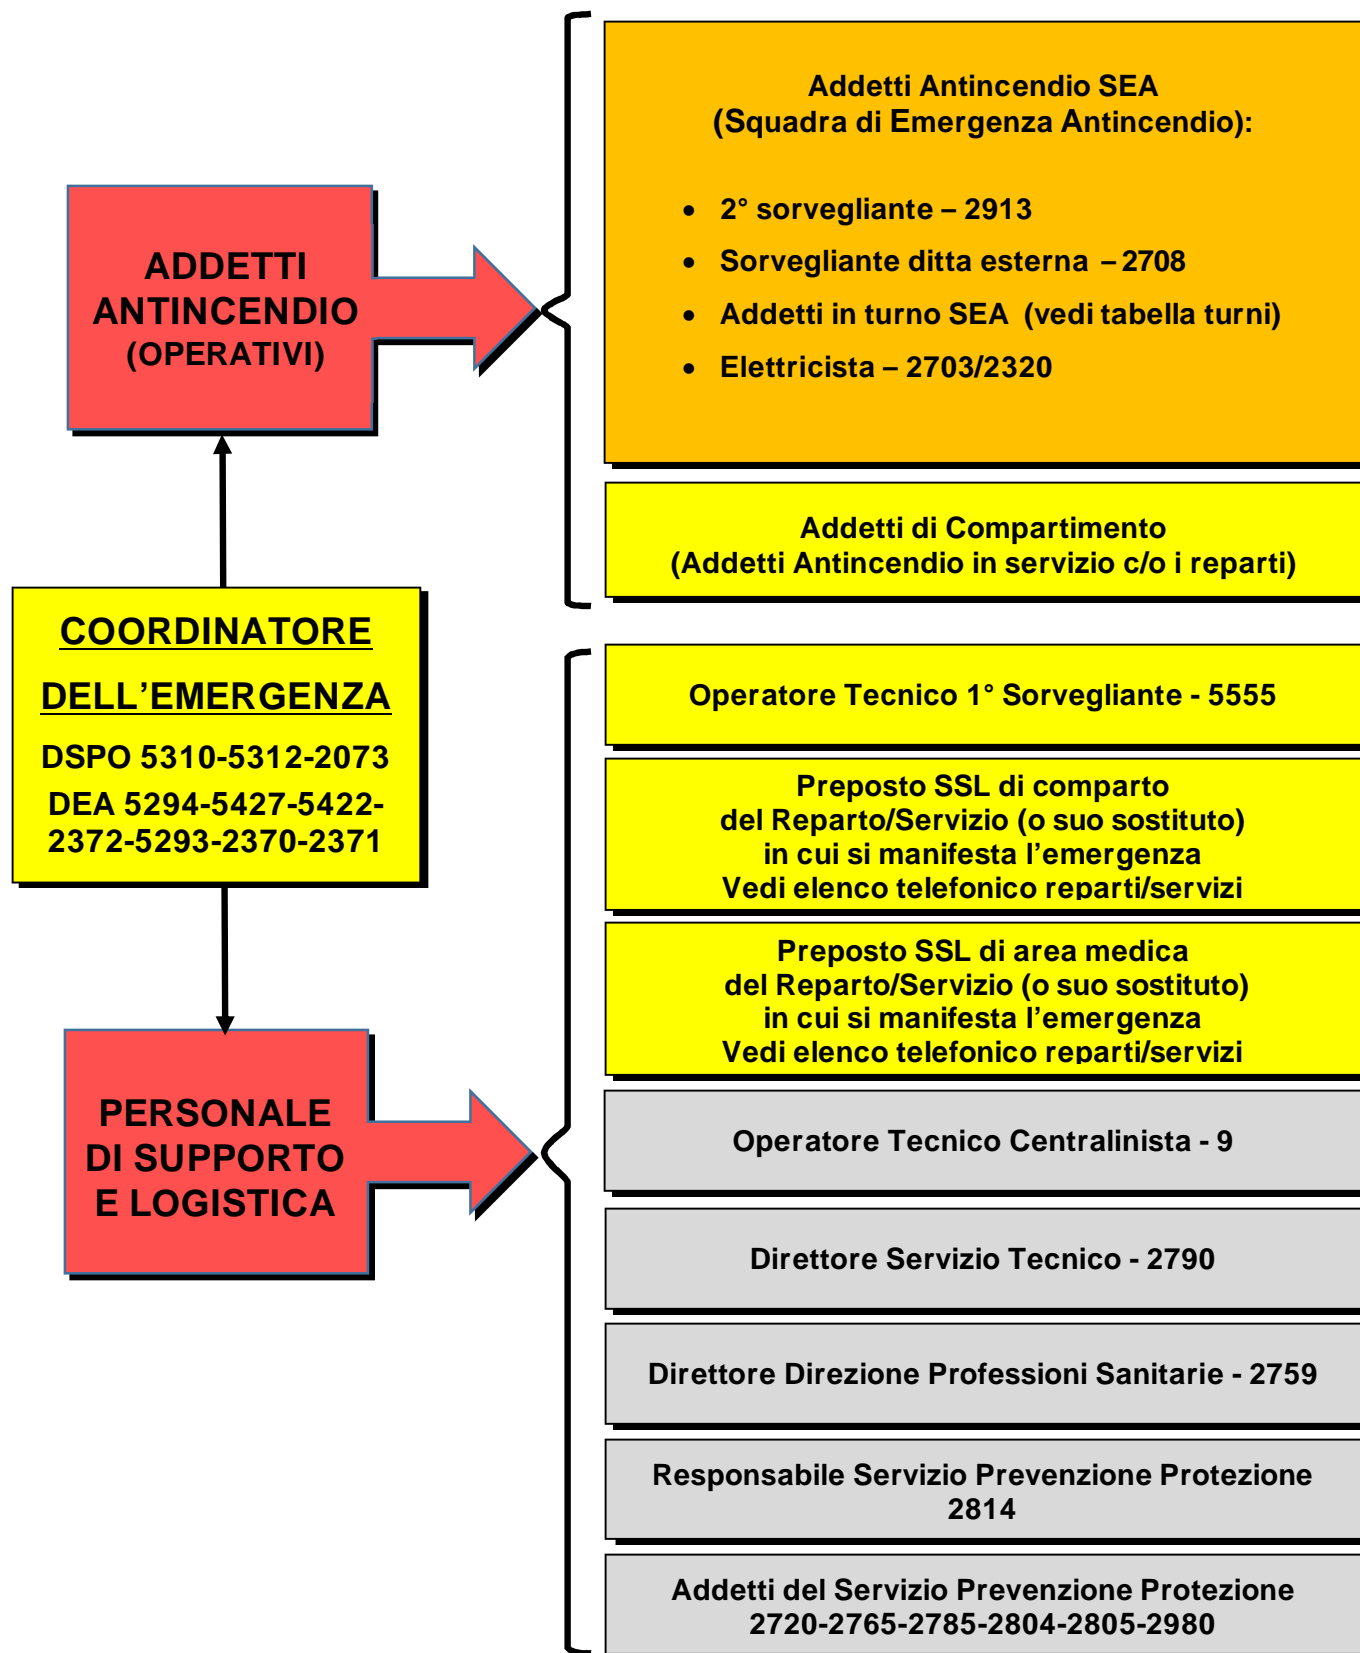 Addetti Antincendio SEA
(Squadra di Emergenza Antincendio):
• 2° sorvegliante – 2913
• Sorvegliante ditta esterna – 2708
• Addetti in turno SEA (vedi tabella turni)
• Elettricista – 2703/2320
ADDETTI
ANTINCENDIO
(OPERATIVI)
Addetti di Compartimento
(Addetti Antincendio in servizio c/o i reparti)
COORDINATORE
DELL’EMERGENZA
DSPO 5310-5312-2073
DEA 5294-5427-5422-
2372-5293-2370-2371
Operatore Tecnico 1° Sorvegliante - 5555
Preposto SSL di comparto
del Reparto/Servizio (o suo sostituto)
in cui si manifesta l’emergenza
Vedi elenco telefonico reparti/servizi
Preposto SSL di area medica
del Reparto/Servizio (o suo sostituto)
in cui si manifesta l’emergenza
Vedi elenco telefonico reparti/servizi
PERSONALE
DI SUPPORTO
E LOGISTICA
Operatore Tecnico Centralinista - 9
Direttore Servizio Tecnico - 2790
Direttore Direzione Professioni Sanitarie - 2759
Responsabile Servizio Prevenzione Protezione
2814
Addetti del Servizio Prevenzione Protezione
2720-2765-2785-2804-2805-2980